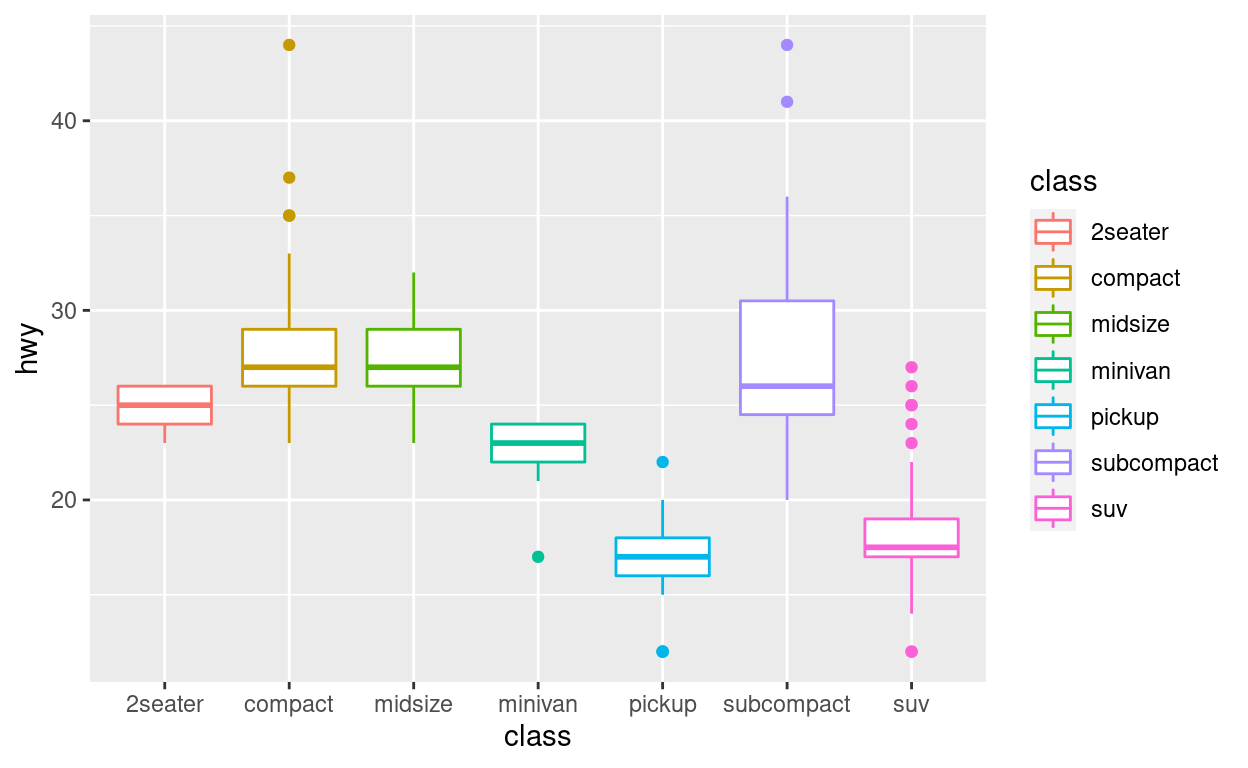 hwy
40
30
20
2seater compact midsize minivan pickup subcompact suv
class
class
2seater
compact
midsize
minivan
pickup
subcompact
suv